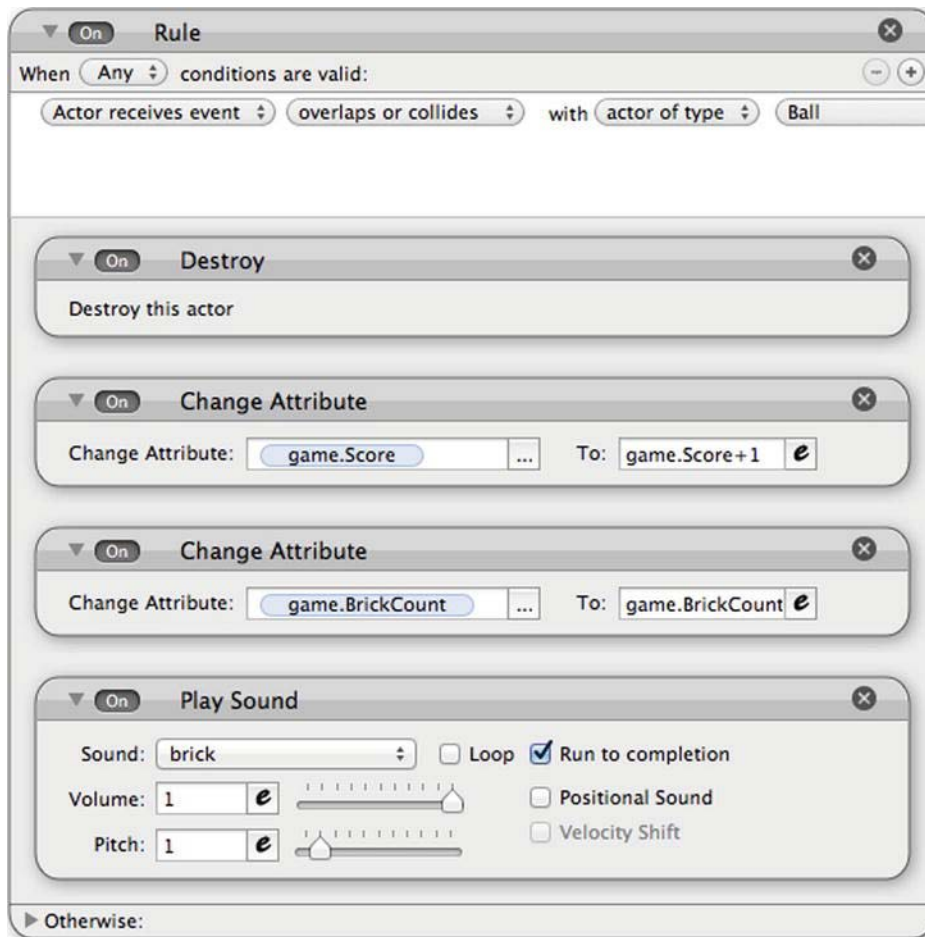 On Rule
When Any conditions are valid:
Actor receives event overlaps or collides with actor of type Ball
On Destroy
Destroy this actor
On Change Attribute
Change Attribute: game.Score ... To: game.Score+1 e
On Change Attribute
Change Attribute: game.BrickCount ... To: game.BrickCount e
On Play Sound
Sound: brick Loop Run to completion
Volume: 1 e Positional Sound
Velocity Shift
Pitch: 1 e
Otherwise: